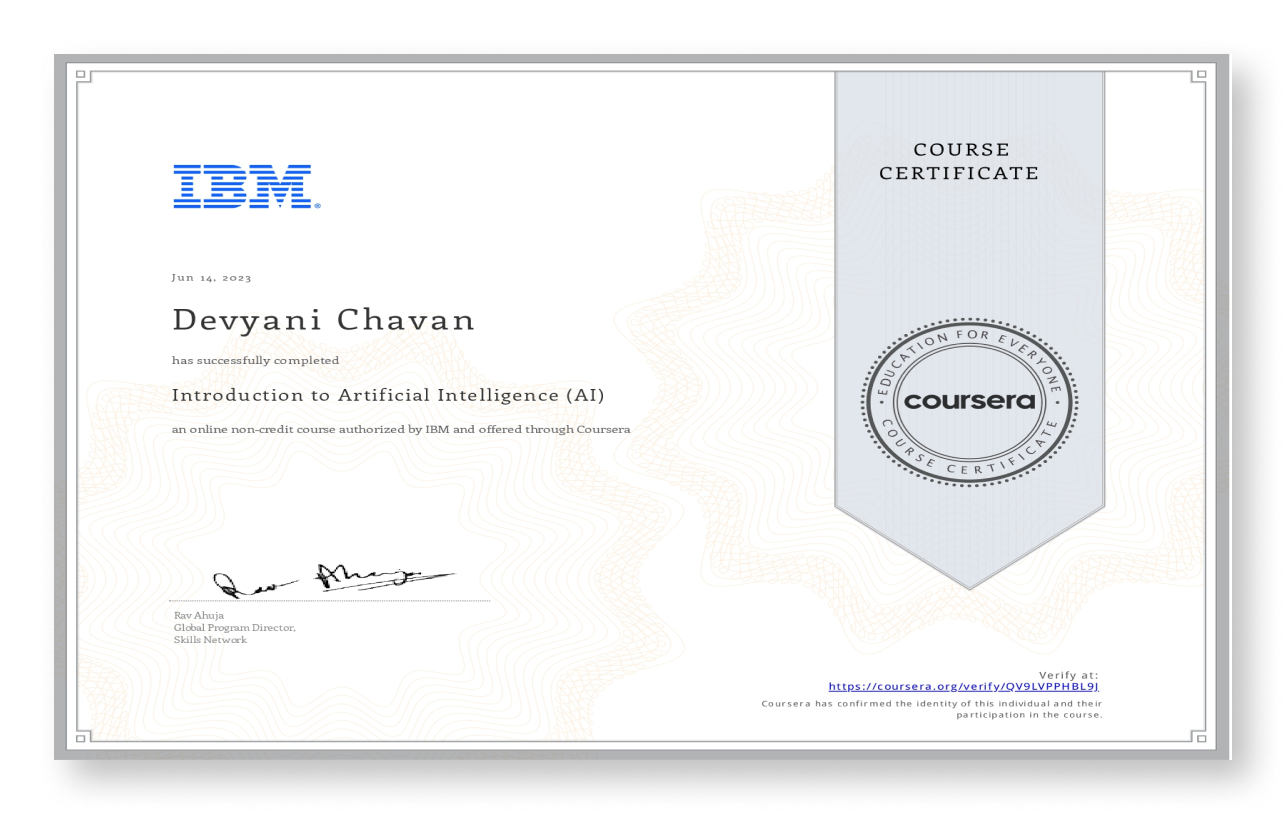 COURSE
CERTIFICATE
IBM®
Jun 14, 2023
Devyani Chavan
has successfully completed
Introduction to Artificial Intelligence (AI)
an online non-credit course authorized by IBM and offered through Coursera
EDUCATION FOR EVERYONE
coursera
COURSE CERTIFICATE
Rav Ahuja
Rav Ahuja
Global Program Director,
Skills Network
Verify at:
https://coursera.org/verify/QV9LVPPHBL9J
Coursera has confirmed the identity of this individual and their
participation in the course.